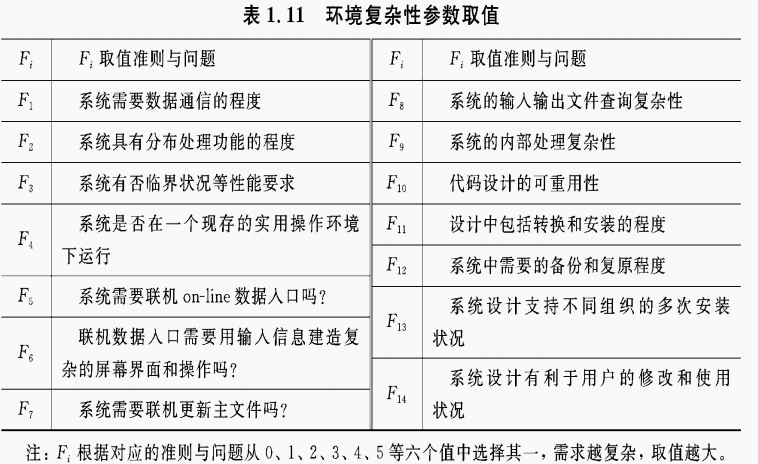 表 1.11 环境复杂性参数取值
Fi Fi 取值准则与问题
F1 系统需要数据通信的程度
F2 系统具有分布处理功能的程度
F3 系统有否临界状况等性能要求
F4 系统是否在一个现存的实用操作环境
下运行
F5 系统需要联机 on-line 数据入口吗?
F6 联机数据入口需要用输入信息建造复
杂的屏幕界面和操作吗?
F7 系统需要联机更新主文件吗?
Fi Fi 取值准则与问题
F8 系统的输入输出文件查询复杂性
F9 系统的内部处理复杂性
F10 代码设计的可重用性
F11 设计中包括转换和安装的程度
F12 系统中需要的备份和复原程度
F13 系统设计支持不同组织的多次安装
状况
F14 系统设计有利于用户的修改和使用
状况
注: Fi 根据对应的准则与问题从 0、1、2、3、4、5 等六个值中选择其一,需求越复杂,取值越大。